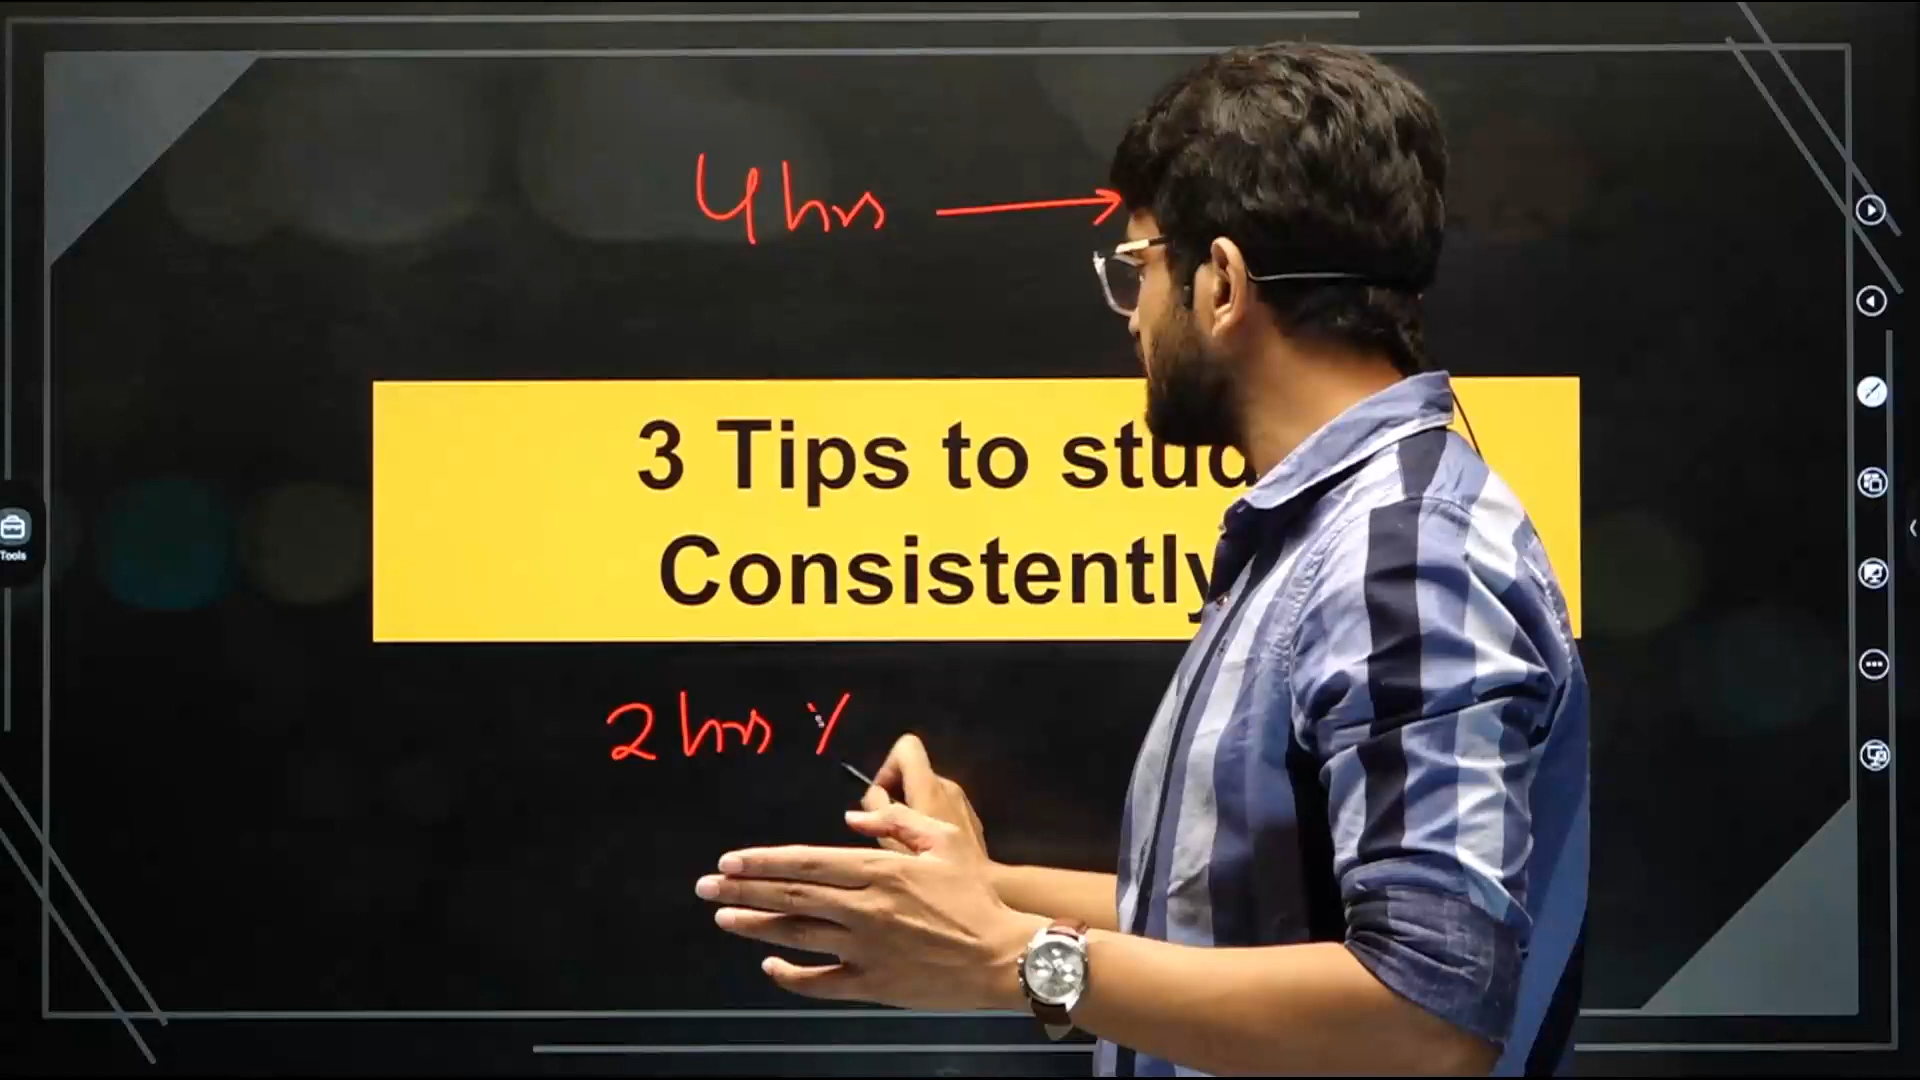 4 hrs
3 Tips to stud
Consistently
2 hrs
Tools